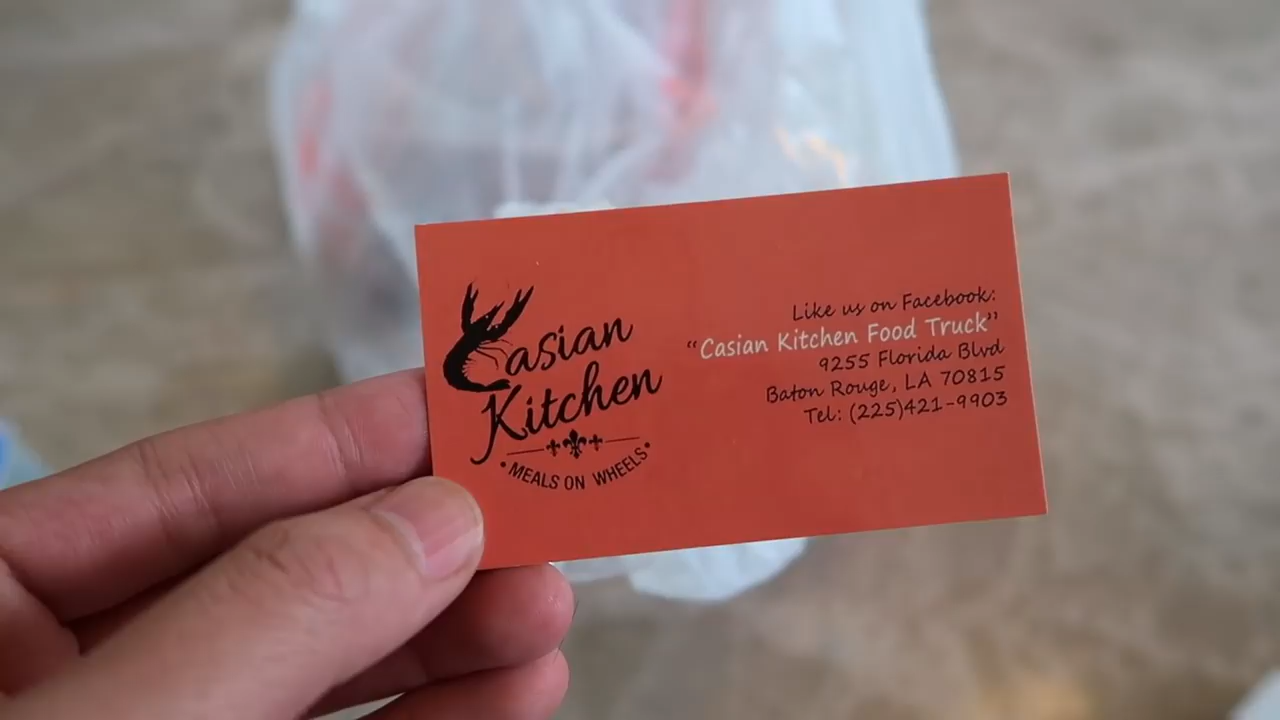 Casian
Kitchen
• MEALS ON WHEELS •
Like us on Facebook:
"Casian Kitchen Food Truck"
9255 Florida Blvd
Baton Rouge, LA 70815
Tel: (225)421-9903